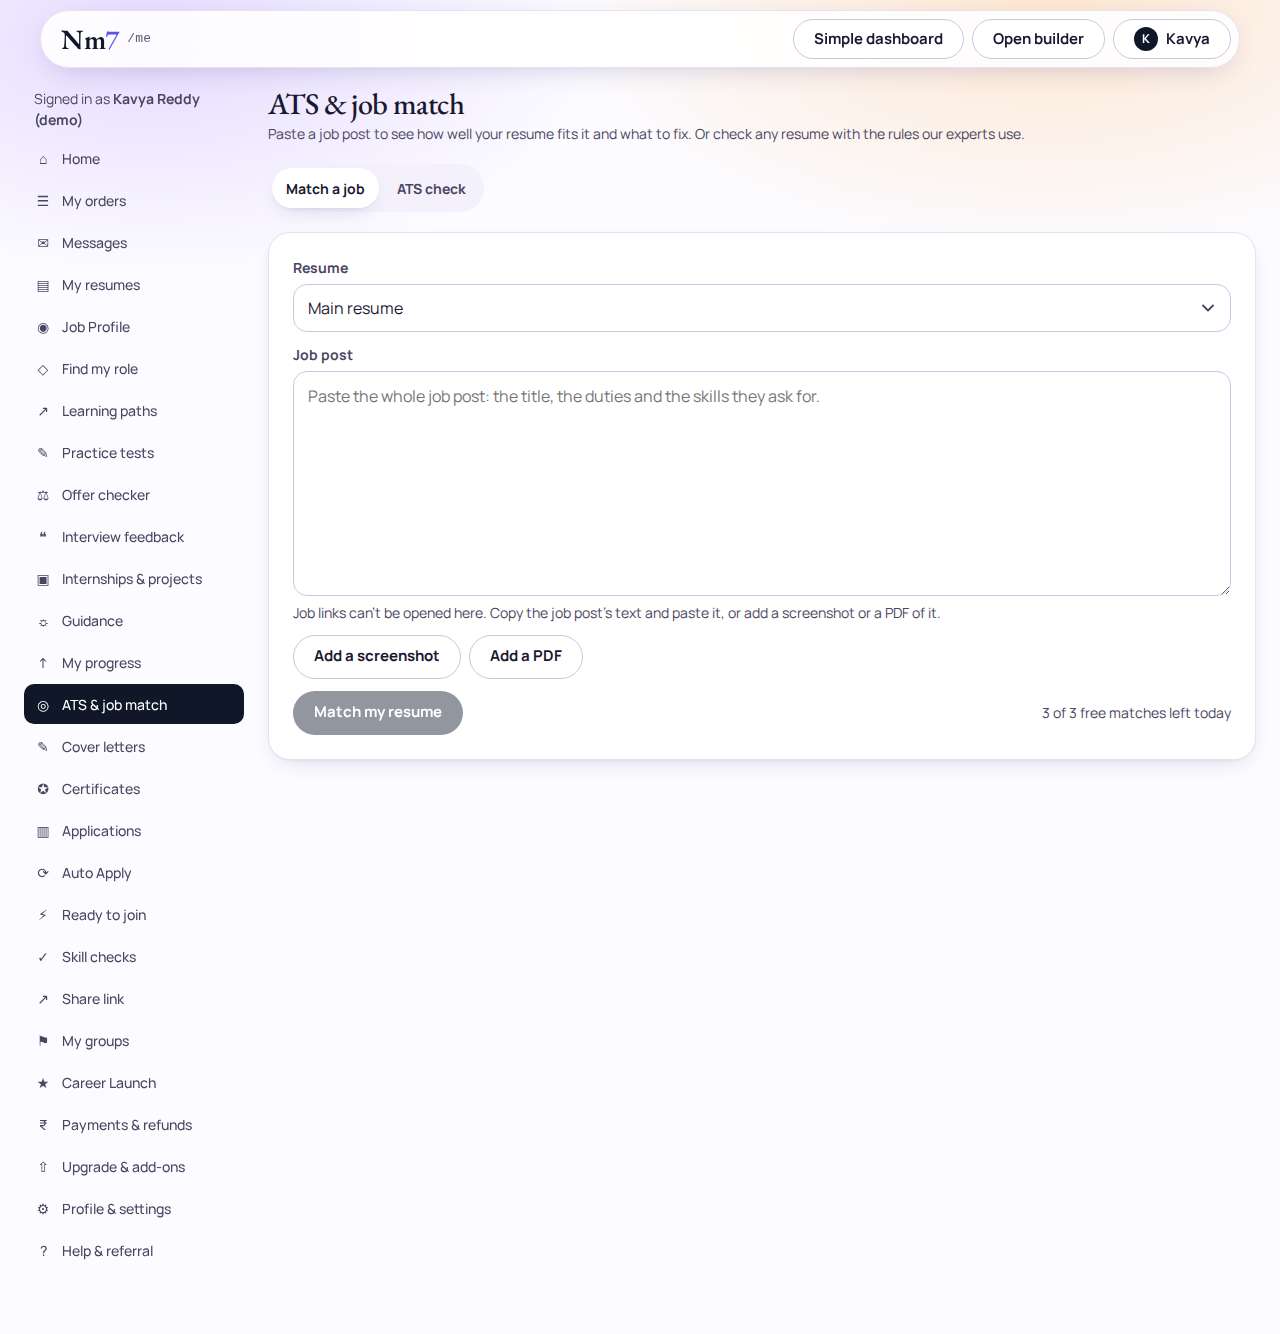 Nm7 /me
Simple dashboard
Open builder
K Kavya
Signed in as Kavya Reddy
(demo)
Home
My orders
Messages
My resumes
Job Profile
Find my role
Learning paths
Practice tests
Offer checker
Interview feedback
Internships & projects
Guidance
My progress
ATS & job match
Cover letters
Certificates
Applications
Auto Apply
Ready to join
Skill checks
Share link
My groups
Career Launch
₹ Payments & refunds
Upgrade & add-ons
Profile & settings
? Help & referral
ATS & job match
Paste a job post to see how well your resume fits it and what to fix. Or check any resume with the rules our experts use.
Match a job
ATS check
Resume
Main resume
Job post
Paste the whole job post: the title, the duties and the skills they ask for.
Job links can't be opened here. Copy the job post's text and paste it, or add a screenshot or a PDF of it.
Add a screenshot
Add a PDF
Match my resume
3 of 3 free matches left today